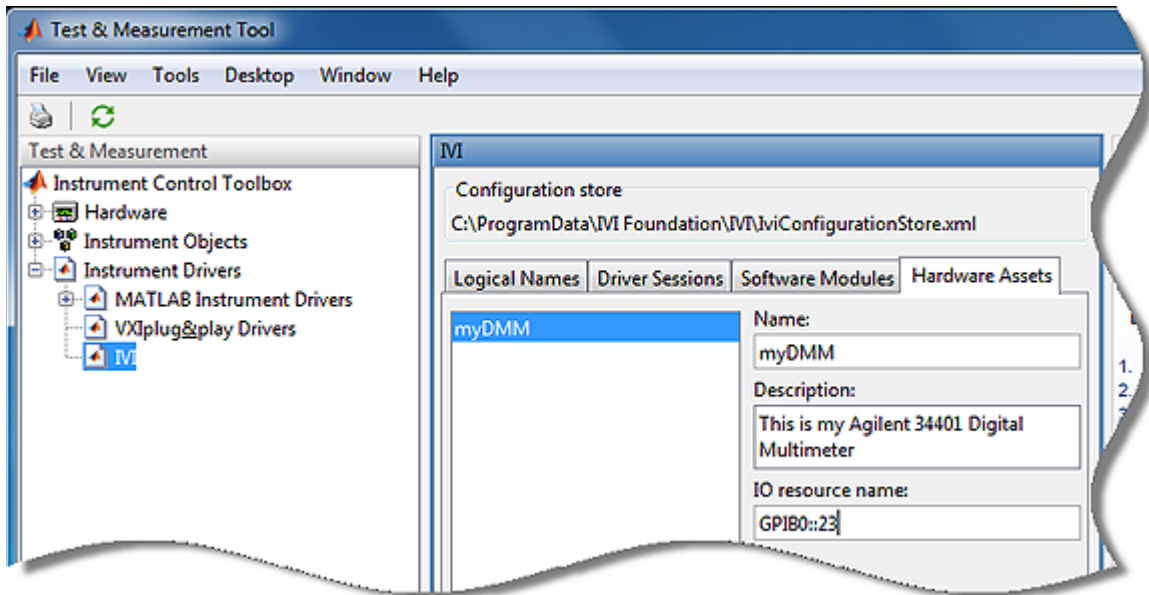 Test & Measurement Tool
File View Tools Desktop Window Help
Test & Measurement
Instrument Control Toolbox
Hardware
Instrument Objects
Instrument Drivers
MATLAB Instrument Drivers
VXIplug&play Drivers
IVI
IVI
Configuration store
C:\ProgramData\IVI Foundation\IVI\IviConfigurationStore.xml
Logical Names Driver Sessions Software Modules Hardware Assets
myDMM
Name:
myDMM
Description:
This is my Agilent 34401 Digital
Multimeter
IO resource name:
GPIB0::23
1.
2.